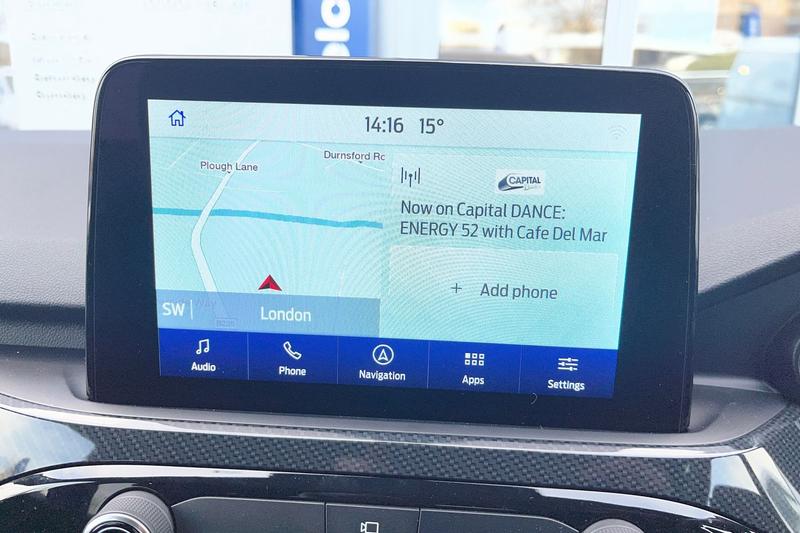 14:16 15°
Plough Lane
Durnsford Rd
CAPITAL
Now on Capital DANCE:
ENERGY 52 with Cafe Del Mar
+ Add phone
SW
Way
London
Audio
Phone
Navigation
Apps
Settings